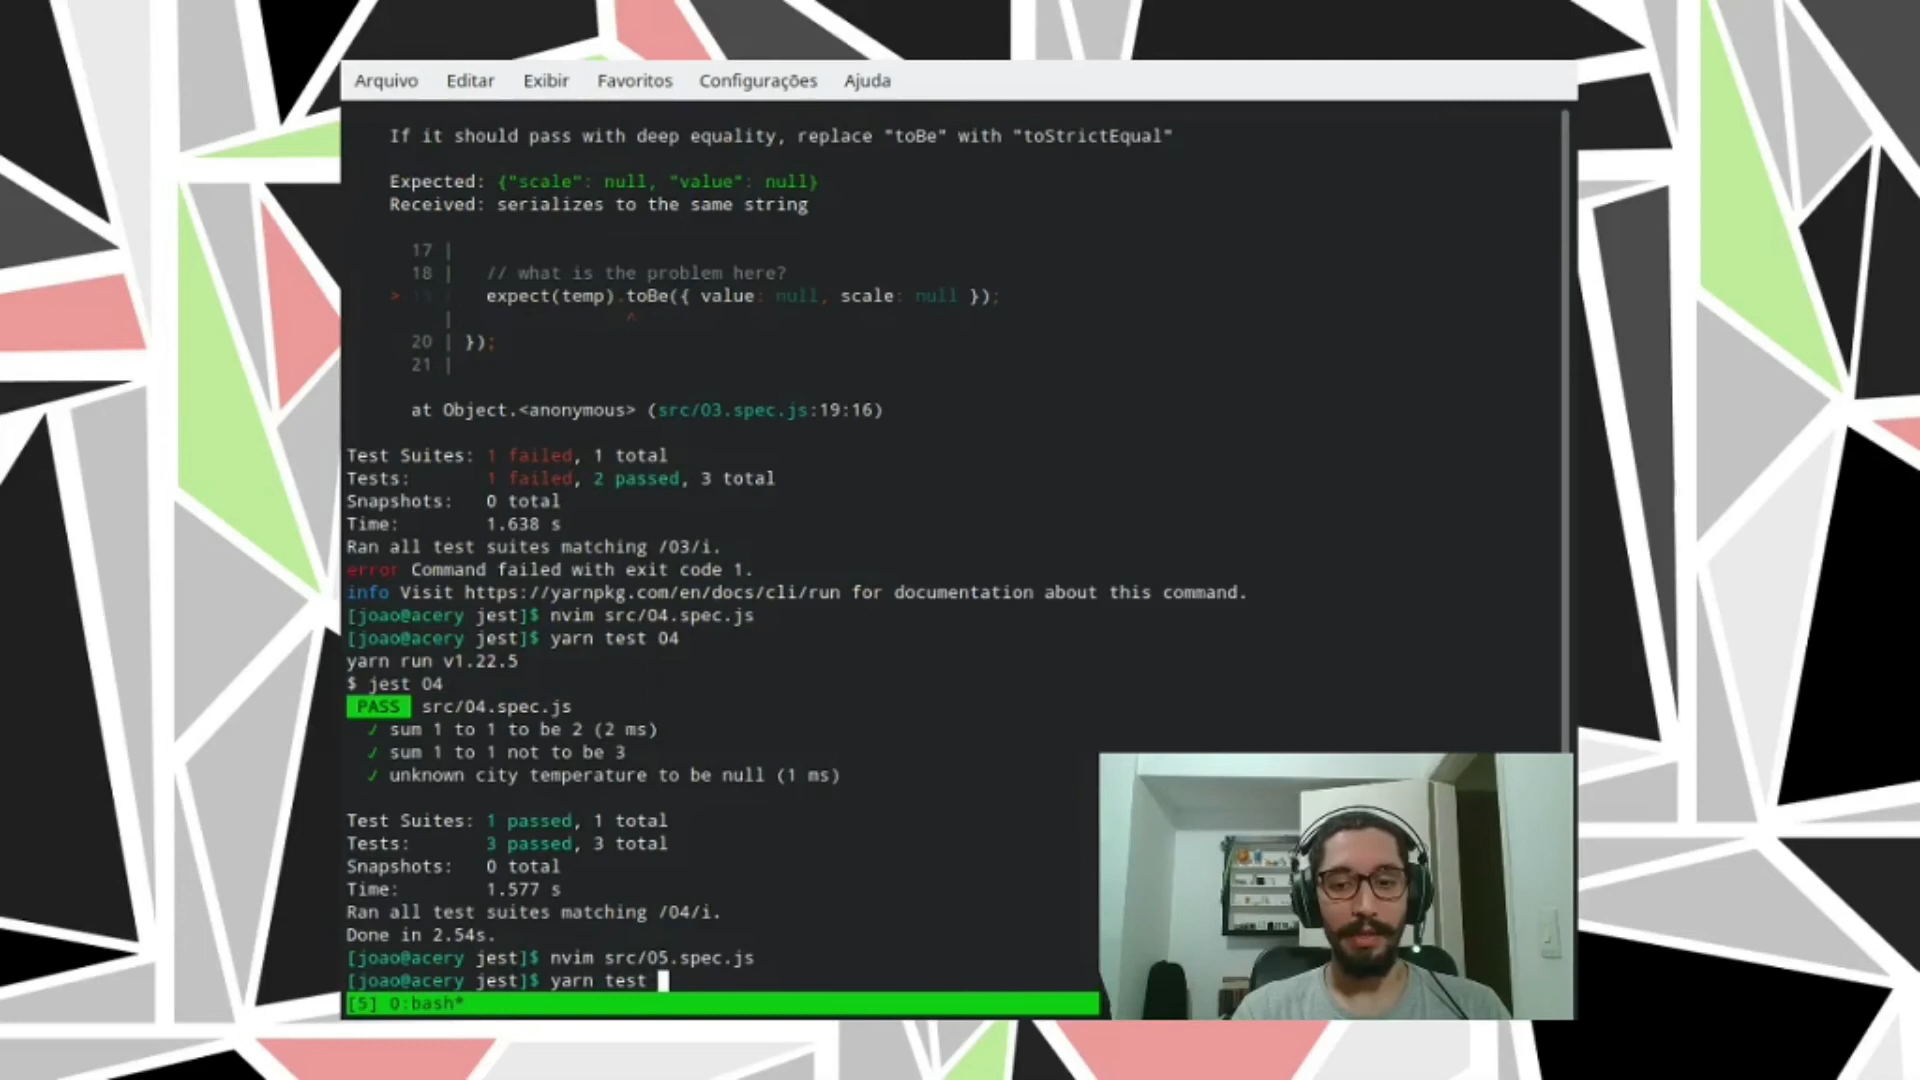 Arquivo Editar Exibir Favoritos Configurações Ajuda
If it should pass with deep equality, replace "toBe" with "toStrictEqual"
Expected: {"scale": null, "value": null}
Received: serializes to the same string
17 |
18 | // what is the problem here?
> | expect(temp).toBe({ value: null, scale: null });
| ^
20 | });
21 |
at Object.<anonymous> (src/03.spec.js:19:16)
Test Suites: 1 failed, 1 total
Tests: 1 failed, 2 passed, 3 total
Snapshots: 0 total
Time: 1.638 s
Ran all test suites matching /03/i.
error Command failed with exit code 1.
info Visit https://yarnpkg.com/en/docs/cli/run for documentation about this command.
[joao@acery jest]$ nvim src/04.spec.js
[joao@acery jest]$ yarn test 04
yarn run v1.22.5
$ jest 04
PASS src/04.spec.js
✓ sum 1 to 1 to be 2 (2 ms)
✓ sum 1 to 1 not to be 3
✓ unknown city temperature to be null (1 ms)
Test Suites: 1 passed, 1 total
Tests: 3 passed, 3 total
Snapshots: 0 total
Time: 1.577 s
Ran all test suites matching /04/i.
Done in 2.54s.
[joao@acery jest]$ nvim src/05.spec.js
[joao@acery jest]$ yarn test
[5] 0:bash*